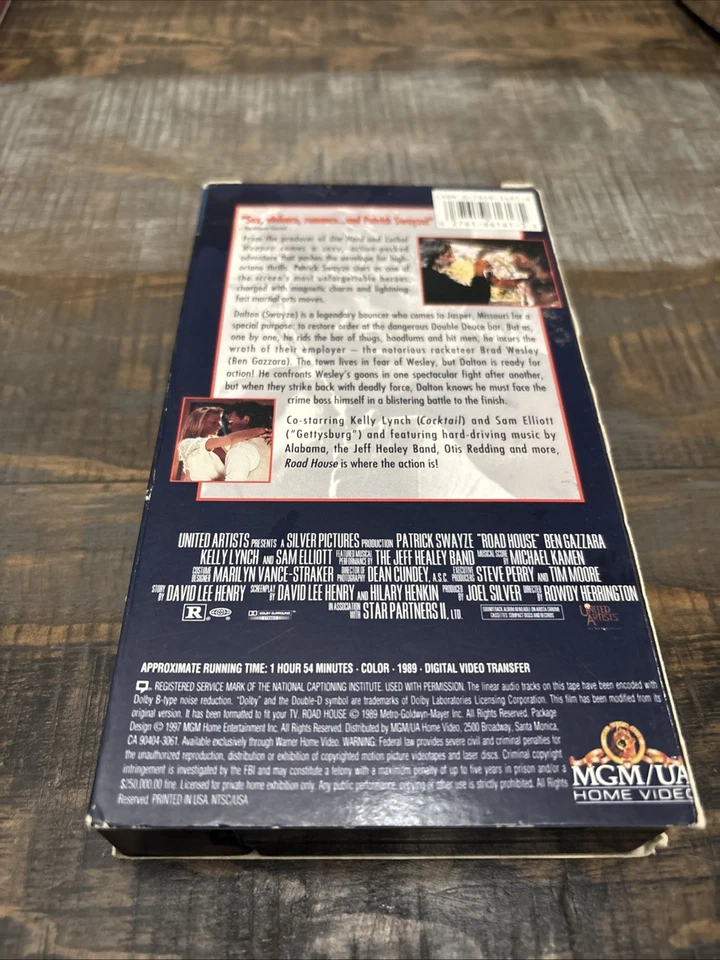 "Sex, violence, romance...and Patrick Swayze!"
From the producer of Die Hard and Lethal
Weapon comes a sexy, action-packed
adventure that pushes the envelope for high-
octane thrills. Patrick Swayze stars as one of
the screen's most unforgettable heroes,
charged with magnetic charm and lightning-
fast martial arts moves.
Dalton (Swayze) is a legendary bouncer who comes to Jasper, Missouri for a
special purpose: to restore order at the dangerous Double Deuce bar. But as,
one by one, he rids the bar of thugs, hoodlums and hit men, he incurs the
wrath of their employer – the notorious racketeer Brad Wesley
(Ben Gazzara). The town lives in fear of Wesley, but Dalton is ready for
action! He confronts Wesley's goons in one spectacular fight after another,
but when they strike back with deadly force, Dalton knows he must face the
crime boss himself in a blistering battle to the finish.
Co-starring Kelly Lynch (Cocktail) and Sam Elliott
("Gettysburg") and featuring hard-driving music by
Alabama, the Jeff Healey Band, Otis Redding and more,
Road House is where the action is!
UNITED ARTISTS PRESENTS A SILVER PICTURES PRODUCTION PATRICK SWAYZE "ROAD HOUSE" BEN GAZZARA
KELLY LYNCH AND SAM ELLIOTT FEATURED MUSICAL PERFORMANCE BY THE JEFF HEALEY BAND MUSICAL SCORE BY MICHAEL KAMEN
COSTUME DESIGNER MARILYN VANCE-STRAKER DIRECTOR OF PHOTOGRAPHY DEAN CUNDEY, A.S.C. EXECUTIVE PRODUCERS STEVE PERRY AND TIM MOORE
STORY BY DAVID LEE HENRY SCREENPLAY BY DAVID LEE HENRY AND HILARY HENKIN PRODUCED BY JOEL SILVER DIRECTED BY ROWDY HERRINGTON
R DOLBY SURROUND IN ASSOCIATION WITH STAR PARTNERS II, LTD. SOUNDTRACK ALBUM AVAILABLE ON ARISTA CASSETTES, COMPACT DISCS AND RECORDS United Artists
APPROXIMATE RUNNING TIME: 1 HOUR 54 MINUTES · COLOR · 1989 · DIGITAL VIDEO TRANSFER
REGISTERED SERVICE MARK OF THE NATIONAL CAPTIONING INSTITUTE. USED WITH PERMISSION. The linear audio tracks on this tape have been encoded with
Dolby B-type noise reduction. "Dolby" and the Double-D symbol are trademarks of Dolby Laboratories Licensing Corporation. This film has been modified from its
original version. It has been formatted to fit your TV. ROAD HOUSE © 1989 Metro-Goldwyn-Mayer Inc. All Rights Reserved. Package
Design © 1997 MGM Home Entertainment Inc. All Rights Reserved. Distributed by MGM/UA Home Video, 2500 Broadway, Santa Monica,
CA 90404-3061. Available exclusively through Warner Home Video. WARNING: Federal law provides severe civil and criminal penalties for
the unauthorized reproduction, distribution or exhibition of copyrighted motion picture videotapes and laser discs. Criminal copyright
infringement is investigated by the FBI and may constitute a felony with a maximum penalty of up to five years in prison and/or a
$250,000.00 fine. Licensed for private home exhibition only. Any public performance, copying or other use is strictly prohibited. All Rights
Reserved. PRINTED IN USA. NTSC/USA
MGM/UA
HOME VIDEO